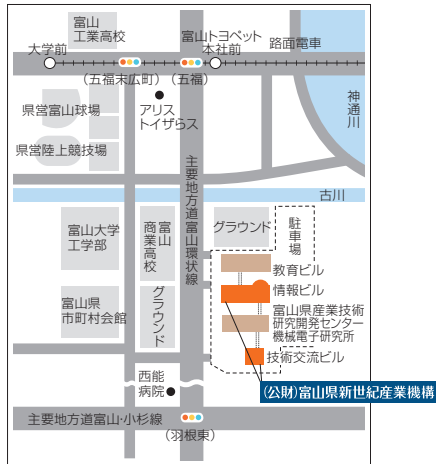 富山
工業高校
大学前
富山トヨペット
本社前
路面電車
(五福末広町)
(五福)
神通川
県営富山球場
アリス
トイザらス
県営陸上競技場
主要地方道富山環状線
古川
富山大学
工学部
富山
商業高校
グラウンド
駐車場
教育ビル
情報ビル
富山県
市町村会館
グラウンド
富山県産業技術
研究開発センター
機械電子研究所
技術交流ビル
西能
病院
(公財)富山県新世紀産業機構
主要地方道富山・小杉線
(羽根東)